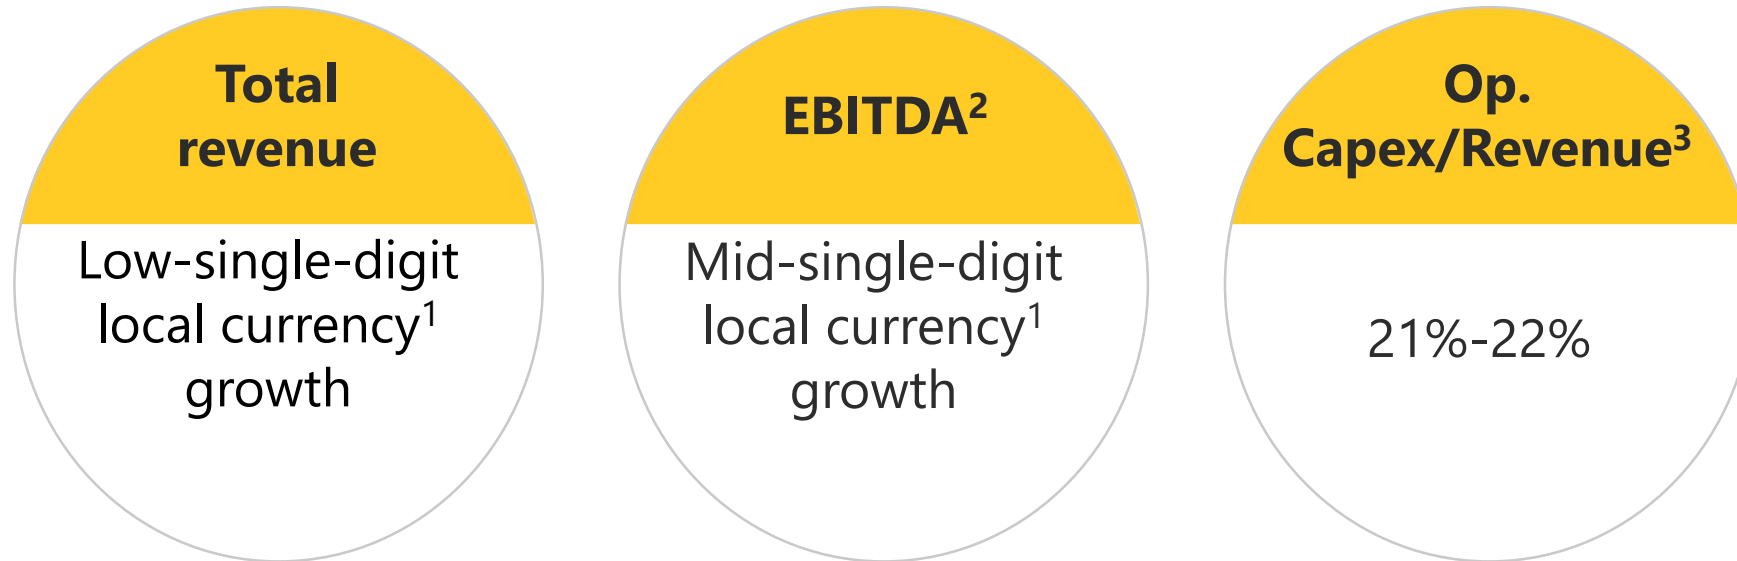 Total
revenue
Low-single-digit
local currency¹
growth
EBITDA²
Mid-single-digit
local currency¹
growth
Op.
Capex/Revenue³
21%-22%